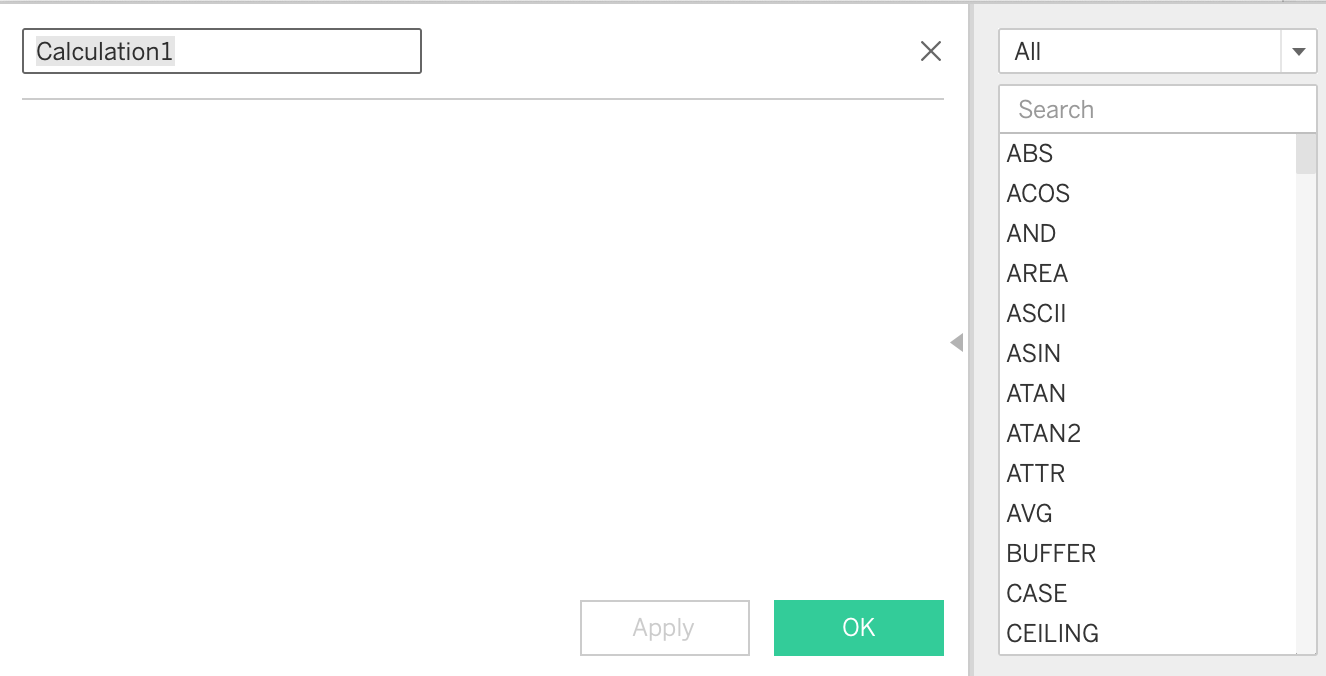 Calculation1
All
Search
ABS
ACOS
AND
AREA
ASCII
ASIN
ATAN
ATAN2
ATTR
AVG
BUFFER
CASE
CEILING
Apply
OK